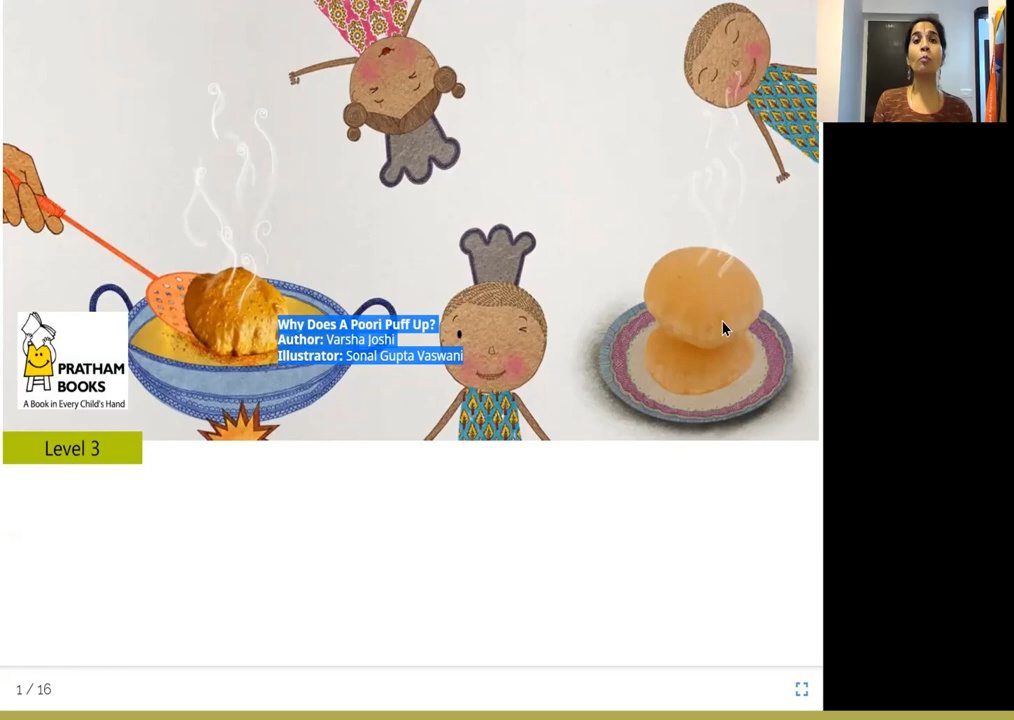 Why Does A Poori Puff Up?
Author: Varsha Joshi
Illustrator: Sonal Gupta Vaswani
PRATHAM
BOOKS
A Book in Every Child's Hand
Level 3
1 / 16